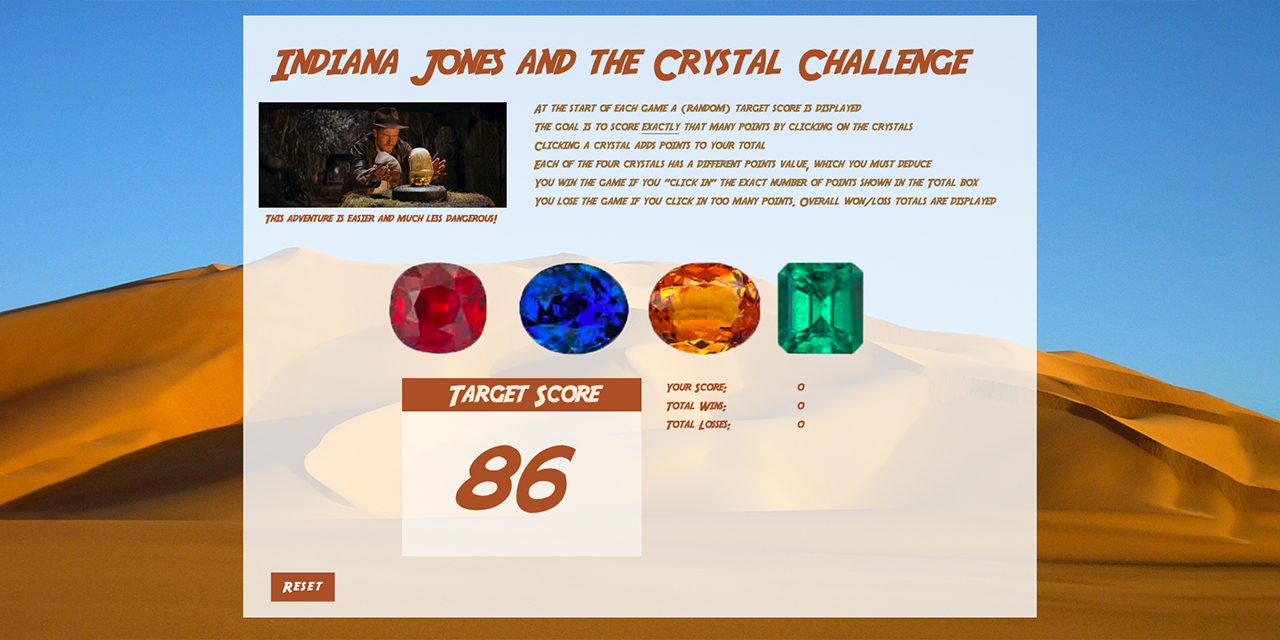 Indiana Jones and the Crystal Challenge
At the start of each game a (random) target score is displayed
The goal is to score exactly that many points by clicking on the crystals
Clicking a crystal adds points to your total
Each of the four crystals has a different points value, which you must deduce
You win the game if you "click in" the exact number of points shown in the Total box
You lose the game if you click in too many points. Overall won/loss totals are displayed
This adventure is easier and much less dangerous!
Target Score
86
Your Score: 0
Total Wins: 0
Total Losses: 0
Reset